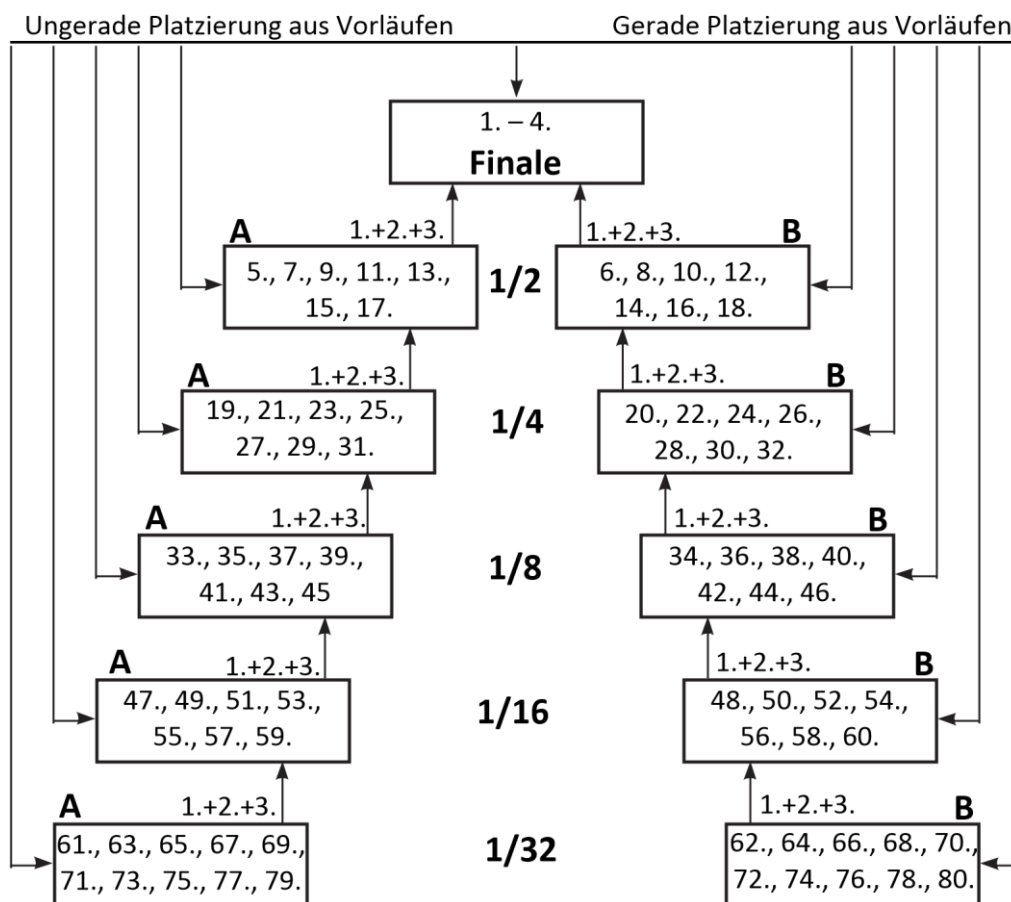 Ungerade Platzierung aus Vorläufen
Gerade Platzierung aus Vorläufen
1. – 4.
Finale
A
1.+2.+3.
5., 7., 9., 11., 13.,
15., 17.
1/2
1.+2.+3.
B
6., 8., 10., 12.,
14., 16., 18.
A
1.+2.+3.
19., 21., 23., 25.,
27., 29., 31.
1/4
1.+2.+3.
B
20., 22., 24., 26.,
28., 30., 32.
A
1.+2.+3.
33., 35., 37., 39.,
41., 43., 45
1/8
1.+2.+3.
B
34., 36., 38., 40.,
42., 44., 46.
A
1.+2.+3.
47., 49., 51., 53.,
55., 57., 59.
1/16
1.+2.+3.
B
48., 50., 52., 54.,
56., 58., 60.
A
1.+2.+3.
61., 63., 65., 67., 69.,
71., 73., 75., 77., 79.
1/32
1.+2.+3.
B
62., 64., 66., 68., 70.,
72., 74., 76., 78., 80.